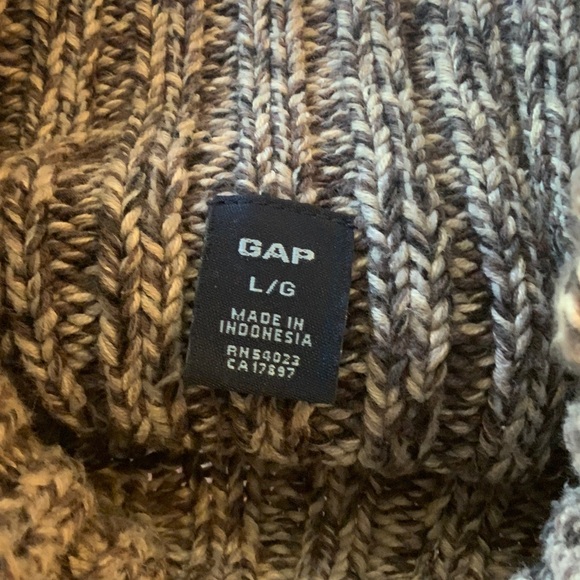 GAP
L/G
MADE IN
INDONESIA
RN54023
CA17897